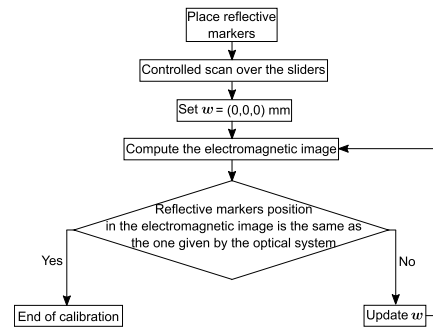 Place reflective
markers
Controlled scan over the sliders
Set w = (0,0,0) mm
Compute the electromagnetic image
Reflective markers position
in the electromagnetic image is the same as
the one given by the optical system
Yes
No
End of calibration
Update w